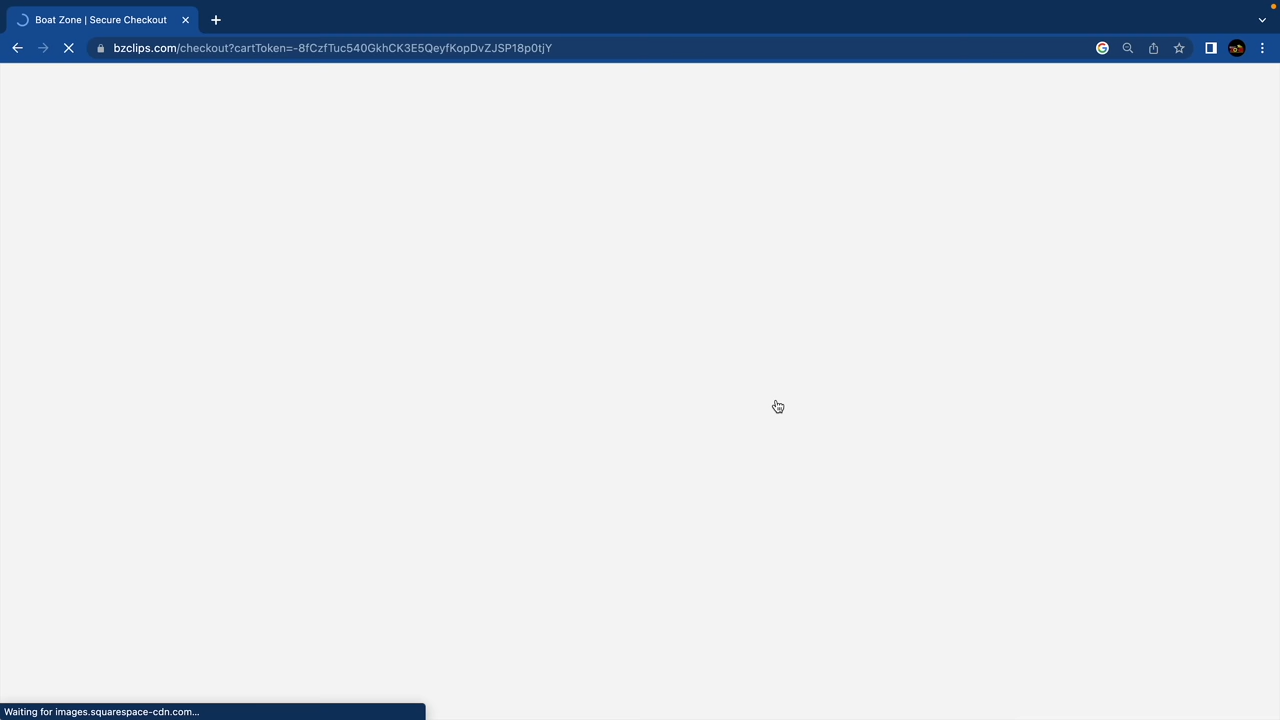 Boat Zone | Secure Checkout
bzclips.com/checkout?cartToken=-8fCzfTuc540GkhCK3E5QeyfKopDvZJSP18p0tjY
Waiting for images.squarespace-cdn.com...